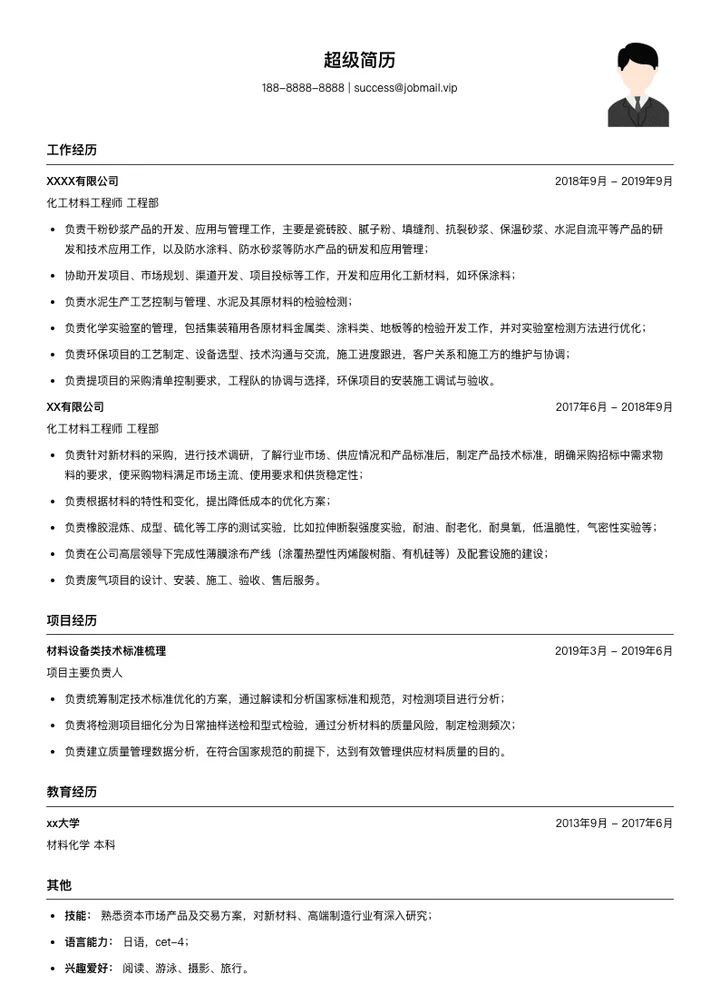 超级简历
188-8888-8888 | success@jobmail.vip
工作经历
XXXX有限公司 2018年9月 – 2019年9月
化工材料工程师 工程部
• 负责干粉砂浆产品的开发、应用与管理工作，主要是瓷砖胶、腻子粉、填缝剂、抗裂砂浆、保温砂浆、水泥自流平等产品的研
发和技术应用工作，以及防水涂料、防水砂浆等防水产品的研发和应用管理；
• 协助开发项目、市场规划、渠道开发、项目投标等工作，开发和应用化工新材料，如环保涂料；
• 负责水泥生产工艺控制与管理、水泥及其原材料的检验检测；
• 负责化学实验室的管理，包括集装箱用各原材料金属类、涂料类、地板等的检验开发工作，并对实验室检测方法进行优化；
• 负责环保项目的工艺制定、设备选型、技术沟通与交流，施工进度跟进，客户关系和施工方的维护与协调；
• 负责提项目的采购清单控制要求，工程队的协调与选择，环保项目的安装施工调试与验收。
XX有限公司 2017年6月 – 2018年9月
化工材料工程师 工程部
• 负责针对新材料的采购，进行技术调研，了解行业市场、供应情况和产品标准后，制定产品技术标准，明确采购招标中需求物
料的要求，使采购物料满足市场主流、使用要求和供货稳定性；
• 负责根据材料的特性和变化，提出降低成本的优化方案；
• 负责橡胶混炼、成型、硫化等工序的测试实验，比如拉伸断裂强度实验，耐油、耐老化，耐臭氧，低温脆性，气密性实验等；
• 负责在公司高层领导下完成性薄膜涂布产线（涂覆热塑性丙烯酸树脂、有机硅等）及配套设施的建设；
• 负责废气项目的设计、安装、施工、验收、售后服务。
项目经历
材料设备类技术标准梳理 2019年3月 – 2019年6月
项目主要负责人
• 负责统筹制定技术标准优化的方案，通过解读和分析国家标准和规范，对检测项目进行分析；
• 负责将检测项目细化分为日常抽样送检和型式检验，通过分析材料的质量风险，制定检测频次；
• 负责建立质量管理数据分析，在符合国家规范的前提下，达到有效管理供应材料质量的目的。
教育经历
xx大学 2013年9月 – 2017年6月
材料化学 本科
其他
• 技能： 熟悉资本市场产品及交易方案，对新材料、高端制造行业有深入研究；
• 语言能力： 日语，cet-4；
• 兴趣爱好： 阅读、游泳、摄影、旅行。